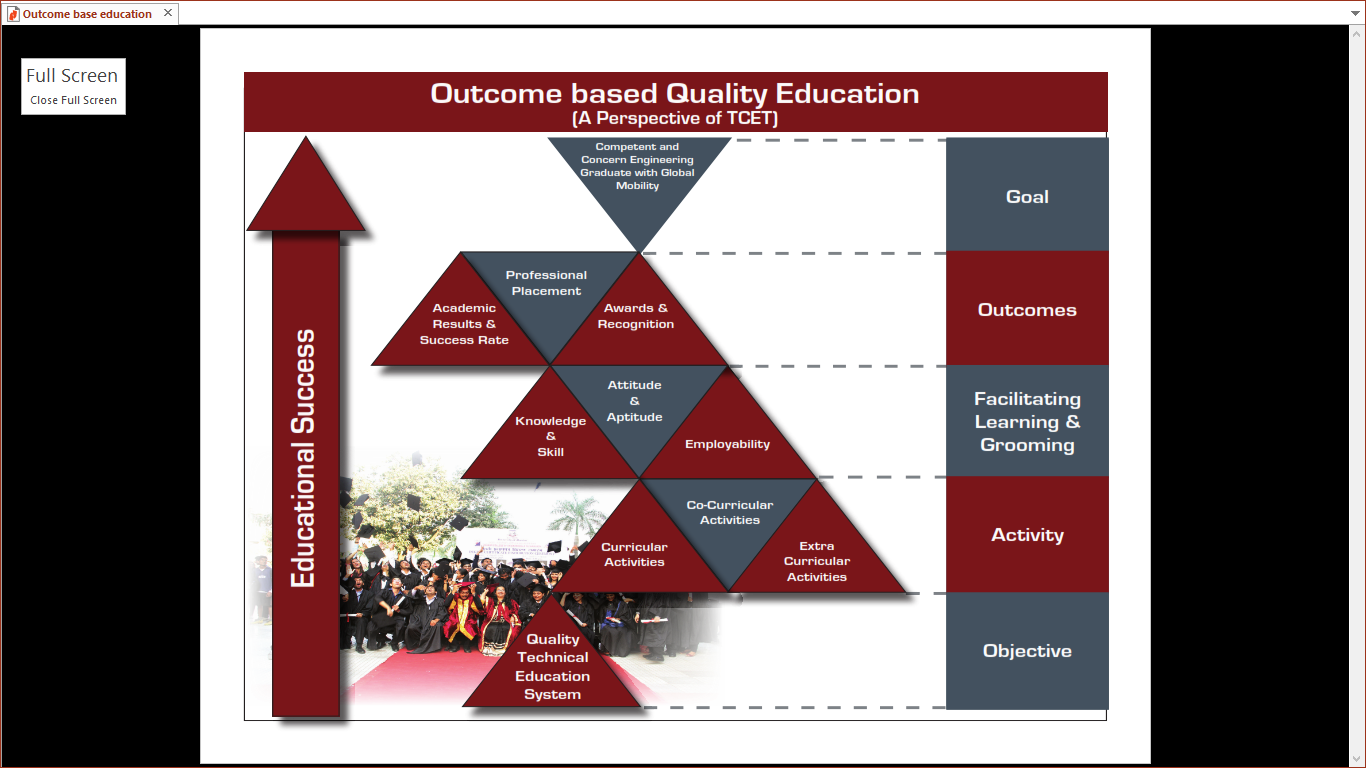 Outcome base education
Full Screen
Close Full Screen
Outcome based Quality Education
(A Perspective of TCET)
Competent and
Concern Engineering
Graduate with Global
Mobility
Goal
Professional
Placement
Academic
Results &
Success Rate
Awards &
Recognition
Outcomes
Attitude
&
Aptitude
Knowledge
&
Skill
Employability
Facilitating
Learning &
Grooming
Co-Curricular
Activities
Curricular
Activities
Extra
Curricular
Activities
Activity
Quality
Technical
Education
System
Objective
Educational Success